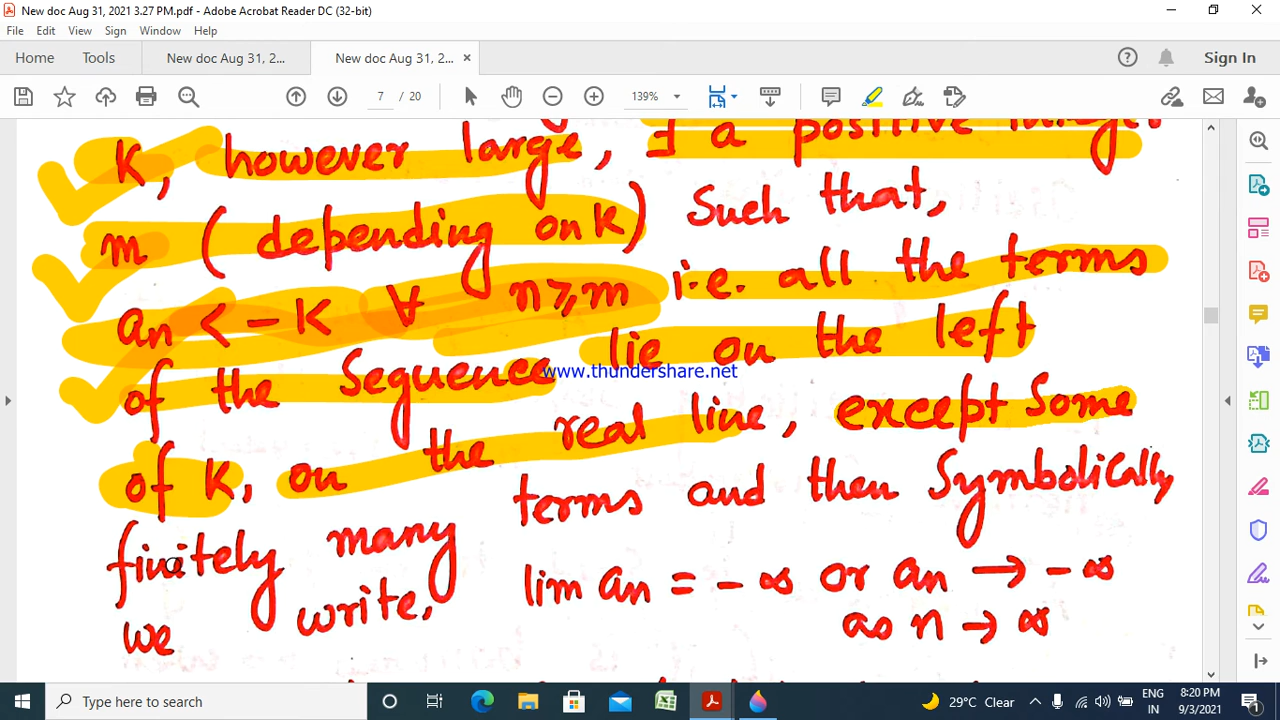 New doc Aug 31, 2021 3.27 PM.pdf - Adobe Acrobat Reader DC (32-bit)
File Edit View Sign Window Help
Home Tools New doc Aug 31, 2... New doc Aug 31, 2... × Sign In
7 / 20 139%
K, however large, ∃ a positive integer
m (depending on K) Such that,
an < - K ∀ n ≥ m i.e. all the terms
of the Sequence lie on the left
www.thundershare.net
of K, on the real line, except Some
finitely many terms and then Symbolically
we write, lim an = - ∞ or an → - ∞
as n → ∞
Type here to search
29°C Clear
ENG
IN
8:20 PM
9/3/2021
1